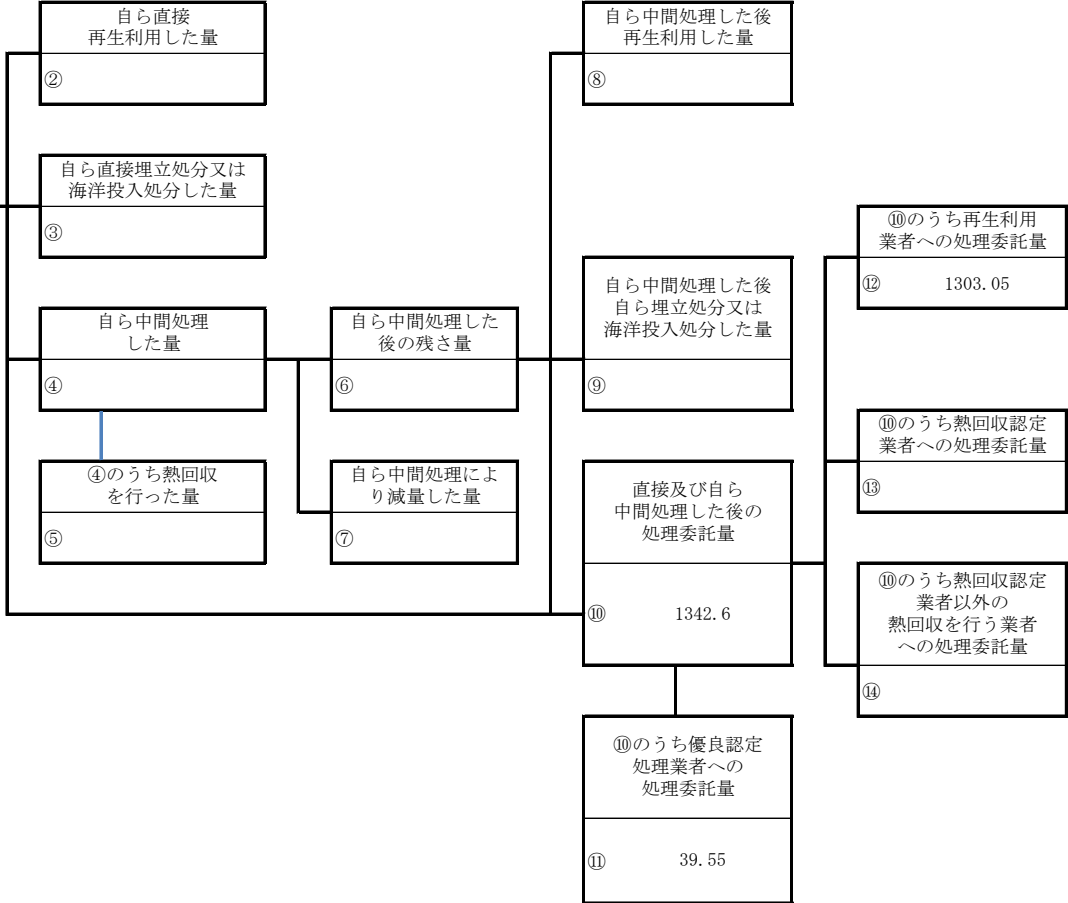 自ら直接
再生利用した量
②
自ら直接埋立処分又は
海洋投入処分した量
③
自ら中間処理
した量
④
④のうち熱回収
を行った量
⑤
自ら中間処理した
後の残さ量
⑥
自ら中間処理によ
り減量した量
⑦
自ら中間処理した後
再生利用した量
⑧
自ら中間処理した後
自ら埋立処分又は
海洋投入処分した量
⑨
直接及び自ら
中間処理した後の
処理委託量
⑩ 1342.6
⑩のうち優良認定
処理業者への
処理委託量
⑪ 39.55
⑩のうち再生利用
業者への処理委託量
⑫ 1303.05
⑩のうち熱回収認定
業者への処理委託量
⑬
⑩のうち熱回収認定
業者以外の
熱回収を行う業者
への処理委託量
⑭